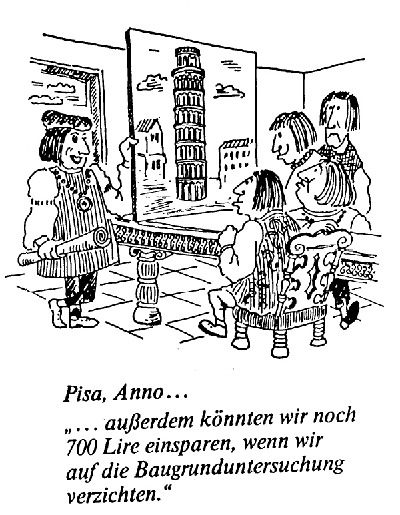 Pisa, Anno...
„... außerdem könnten wir noch
700 Lire einsparen, wenn wir
auf die Baugrunduntersuchung
verzichten.“